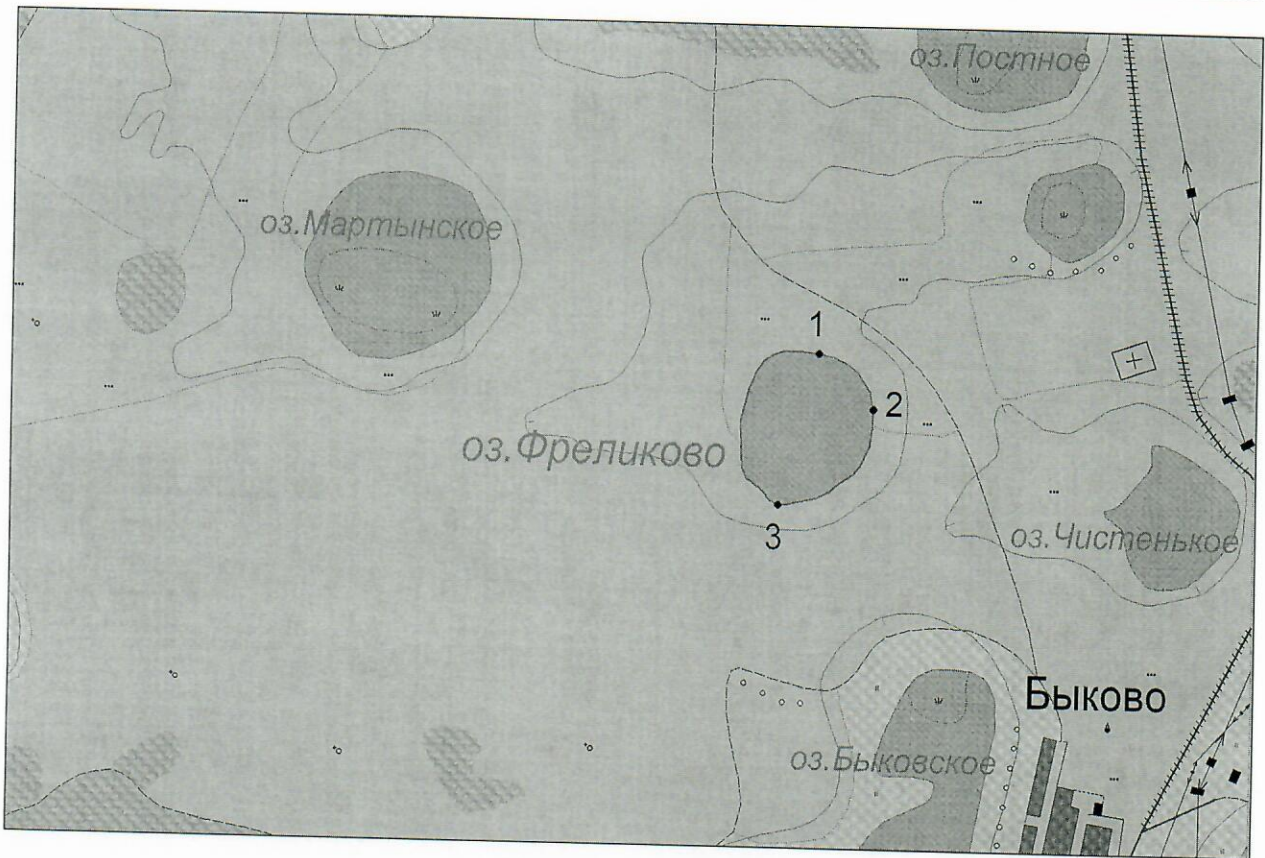 оз.Постное
оз.Мартынское
1
2
оз.Фреликово
3
оз.Чистенькое
Быково
оз.Быковское